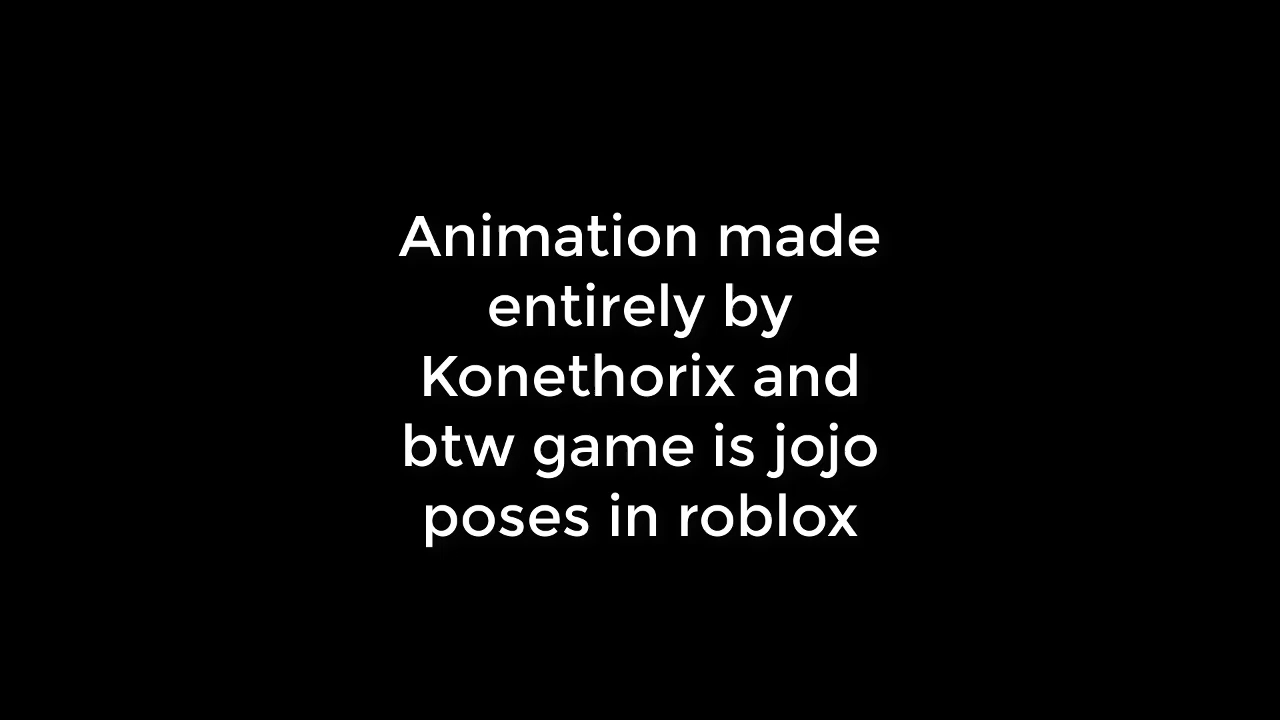 Animation made
entirely by
Konethorix and
btw game is jojo
poses in roblox